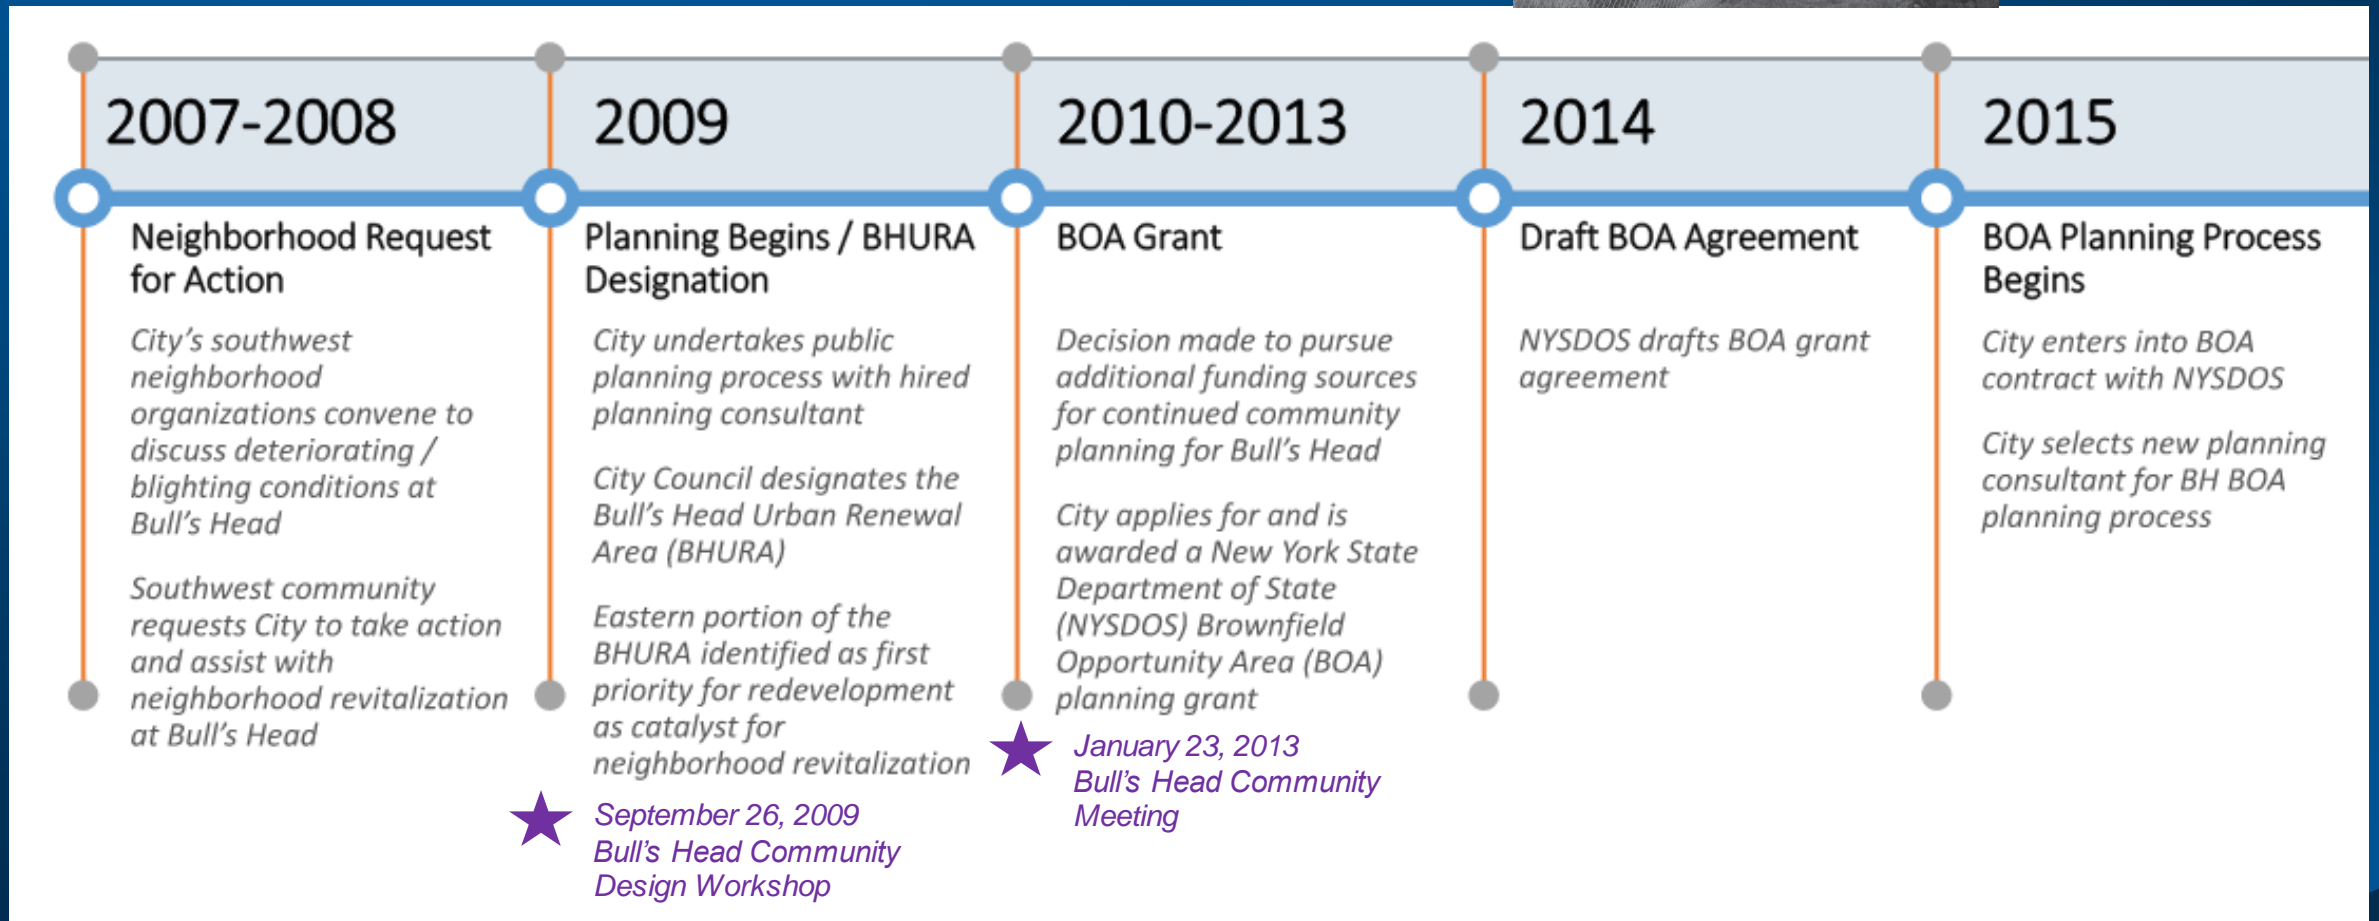 2007-2008
Neighborhood Request
for Action
City’s southwest
neighborhood
organizations convene to
discuss deteriorating /
blighting conditions at
Bull’s Head
Southwest community
requests City to take action
and assist with
neighborhood revitalization
at Bull’s Head
2009
Planning Begins / BHURA
Designation
City undertakes public
planning process with hired
planning consultant
City Council designates the
Bull’s Head Urban Renewal
Area (BHURA)
Eastern portion of the
BHURA identified as first
priority for redevelopment
as catalyst for
neighborhood revitalization
September 26, 2009
Bull’s Head Community
Design Workshop
2010-2013
BOA Grant
Decision made to pursue
additional funding sources
for continued community
planning for Bull’s Head
City applies for and is
awarded a New York State
Department of State
(NYSDOS) Brownfield
Opportunity Area (BOA)
planning grant
January 23, 2013
Bull’s Head Community
Meeting
2014
Draft BOA Agreement
NYSDOS drafts BOA grant
agreement
2015
BOA Planning Process
Begins
City enters into BOA
contract with NYSDOS
City selects new planning
consultant for BH BOA
planning process